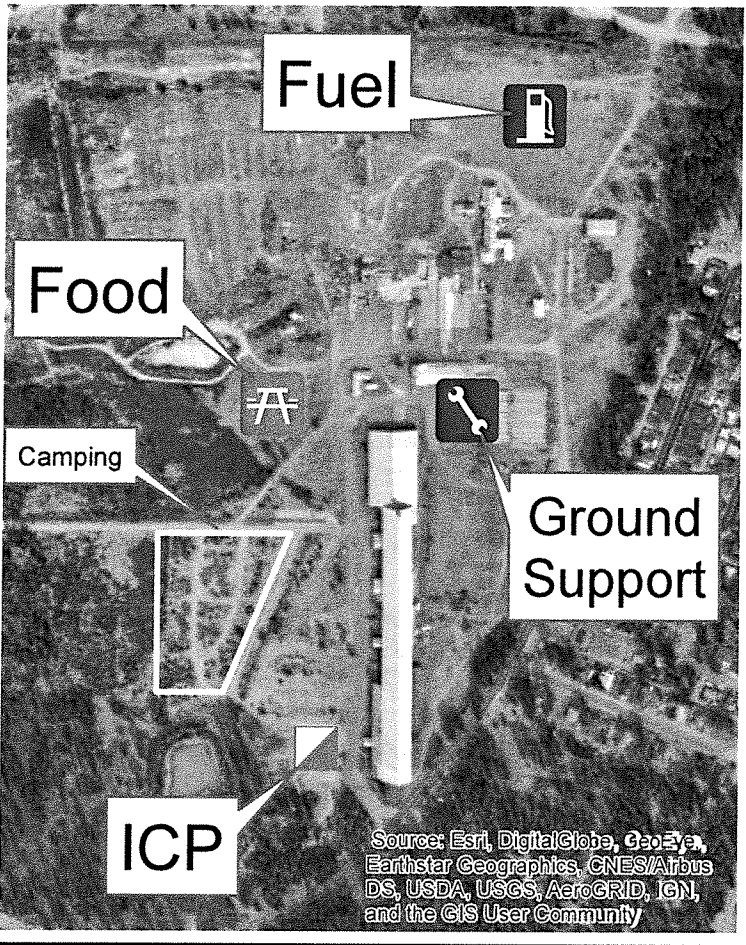 Fuel
Food
Camping
Ground
Support
ICP
Source: Esri, DigitalGlobe, GeoEye,
Earthstar Geographics, CNES/Airbus
DS, USDA, USGS, AeroGRID, IGN,
and the GIS User Community